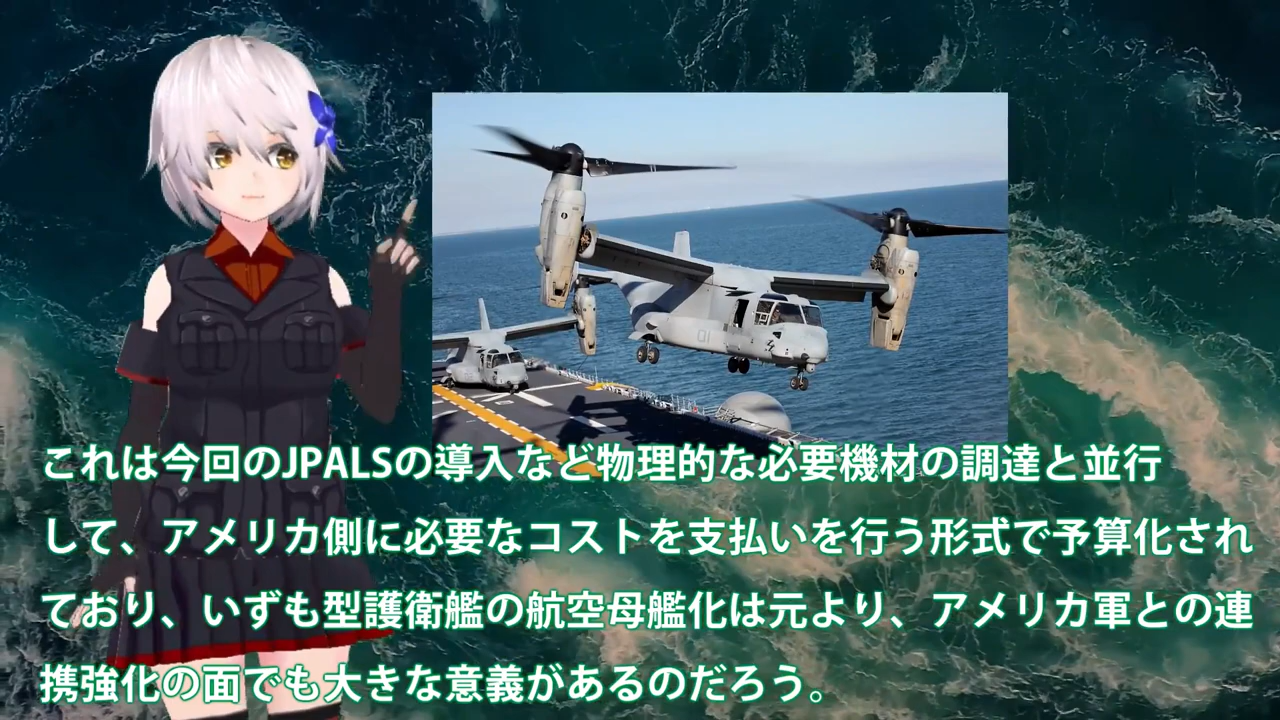 これは今回のJPALSの導入など物理的な必要機材の調達と並行
して、アメリカ側に必要なコストを支払いを行う形式で予算化され
ており、いずも型護衛艦の航空母艦化は元より、アメリカ軍との連
携強化の面でも大きな意義があるのだろう。
01